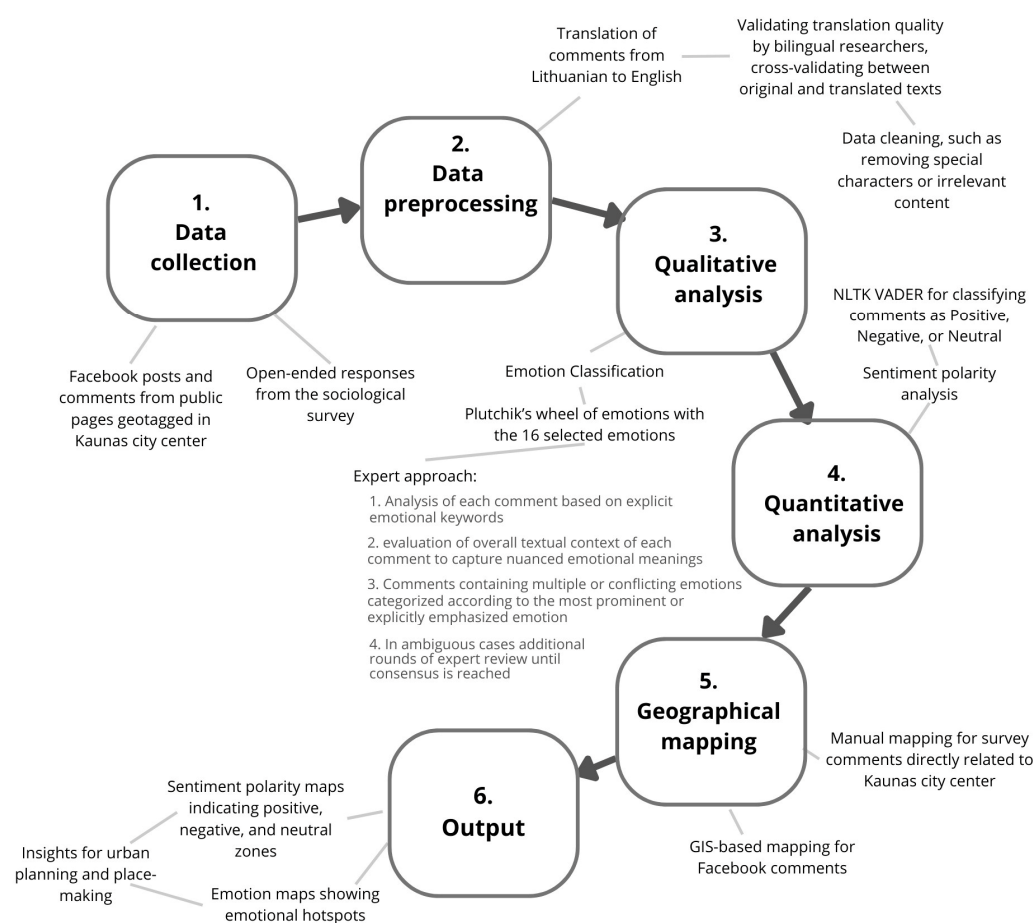 1.
Data
collection
Facebook posts and
comments from public
pages geotagged in
Kaunas city center
Open-ended responses
from the sociological
survey
2.
Data
preprocessing
Translation of
comments from
Lithuanian to English
Validating translation quality
by bilingual researchers,
cross-validating between
original and translated texts
Data cleaning, such as
removing special
characters or irrelevant
content
3.
Qualitative
analysis
Emotion Classification
Plutchik’s wheel of emotions with
the 16 selected emotions
Expert approach:
1. Analysis of each comment based on explicit
emotional keywords
2. evaluation of overall textual context of each
comment to capture nuanced emotional meanings
3. Comments containing multiple or conflicting emotions
categorized according to the most prominent or
explicitly emphasized emotion
4. In ambiguous cases additional
rounds of expert review until
consensus is reached
4.
Quantitative
analysis
NLTK VADER for classifying
comments as Positive,
Negative, or Neutral
Sentiment polarity
analysis
5.
Geographical
mapping
Manual mapping for survey
comments directly related to
Kaunas city center
GIS-based mapping for
Facebook comments
6.
Output
Sentiment polarity maps
indicating positive,
negative, and neutral
zones
Emotion maps showing
emotional hotspots
Insights for urban
planning and place-
making